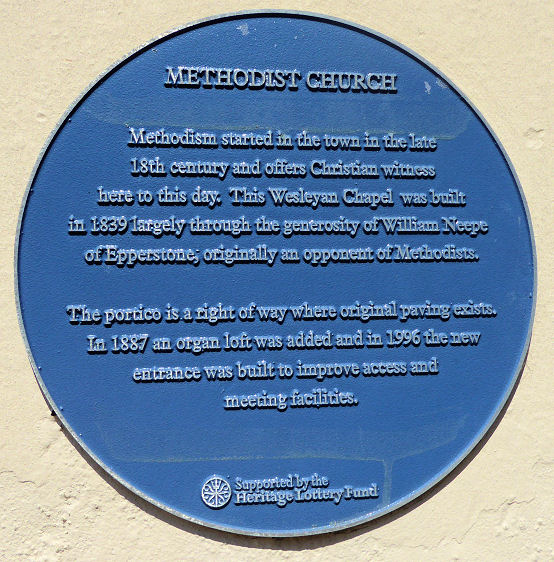 METHODIST CHURCH
Methodism started in the town in the late
18th century and offers Christian witness
here to this day. This Wesleyan Chapel was built
in 1839 largely through the generosity of William Neepe
of Epperstone, originally an opponent of Methodists.
The portico is a right of way where original paving exists.
In 1887 an organ loft was added and in 1996 the new
entrance was built to improve access and
meeting facilities.
Supported by the
Heritage Lottery Fund